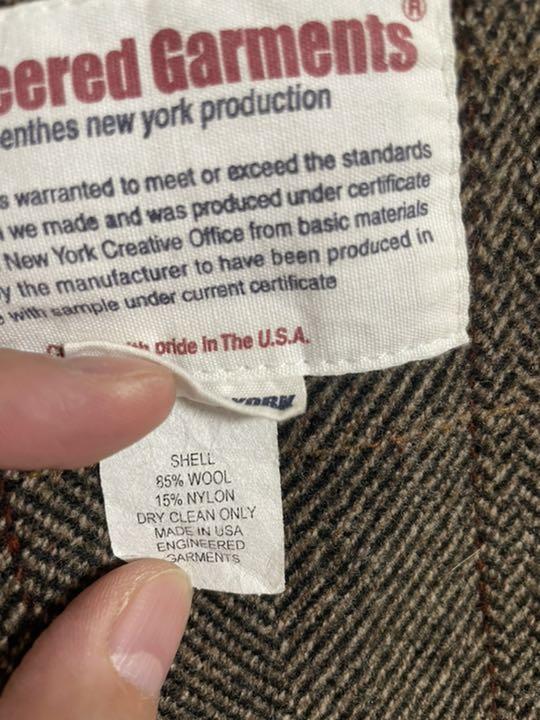 eered Garments®
enthes new york production
s warranted to meet or exceed the standards
we made and was produced under certificate
New York Creative Office from basic materials
y the manufacturer to have been produced in
with sample under current certificate
pride in The U.S.A.
YORK
SHELL
85% WOOL
15% NYLON
DRY CLEAN ONLY
MADE IN USA
ENGINEERED
GARMENTS